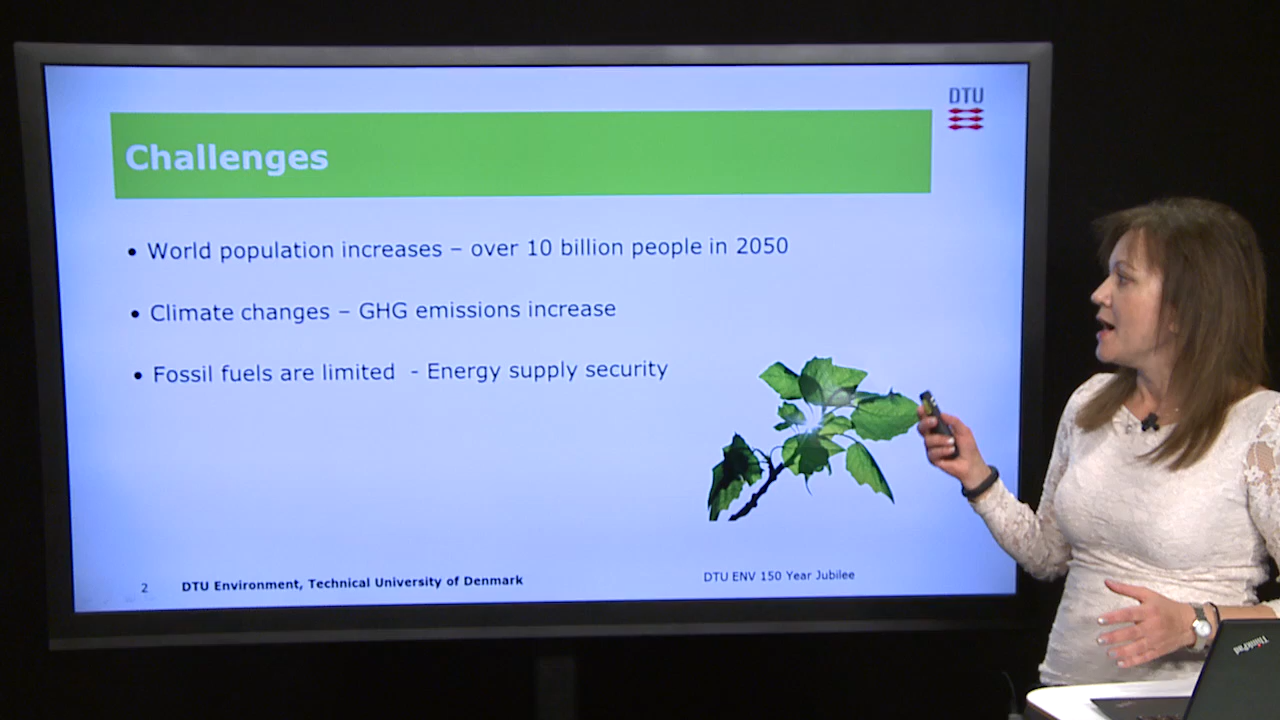 DTU
Challenges
• World population increases – over 10 billion people in 2050
• Climate changes – GHG emissions increase
• Fossil fuels are limited - Energy supply security
2 DTU Environment, Technical University of Denmark DTU ENV 150 Year Jubilee
ThinkPad